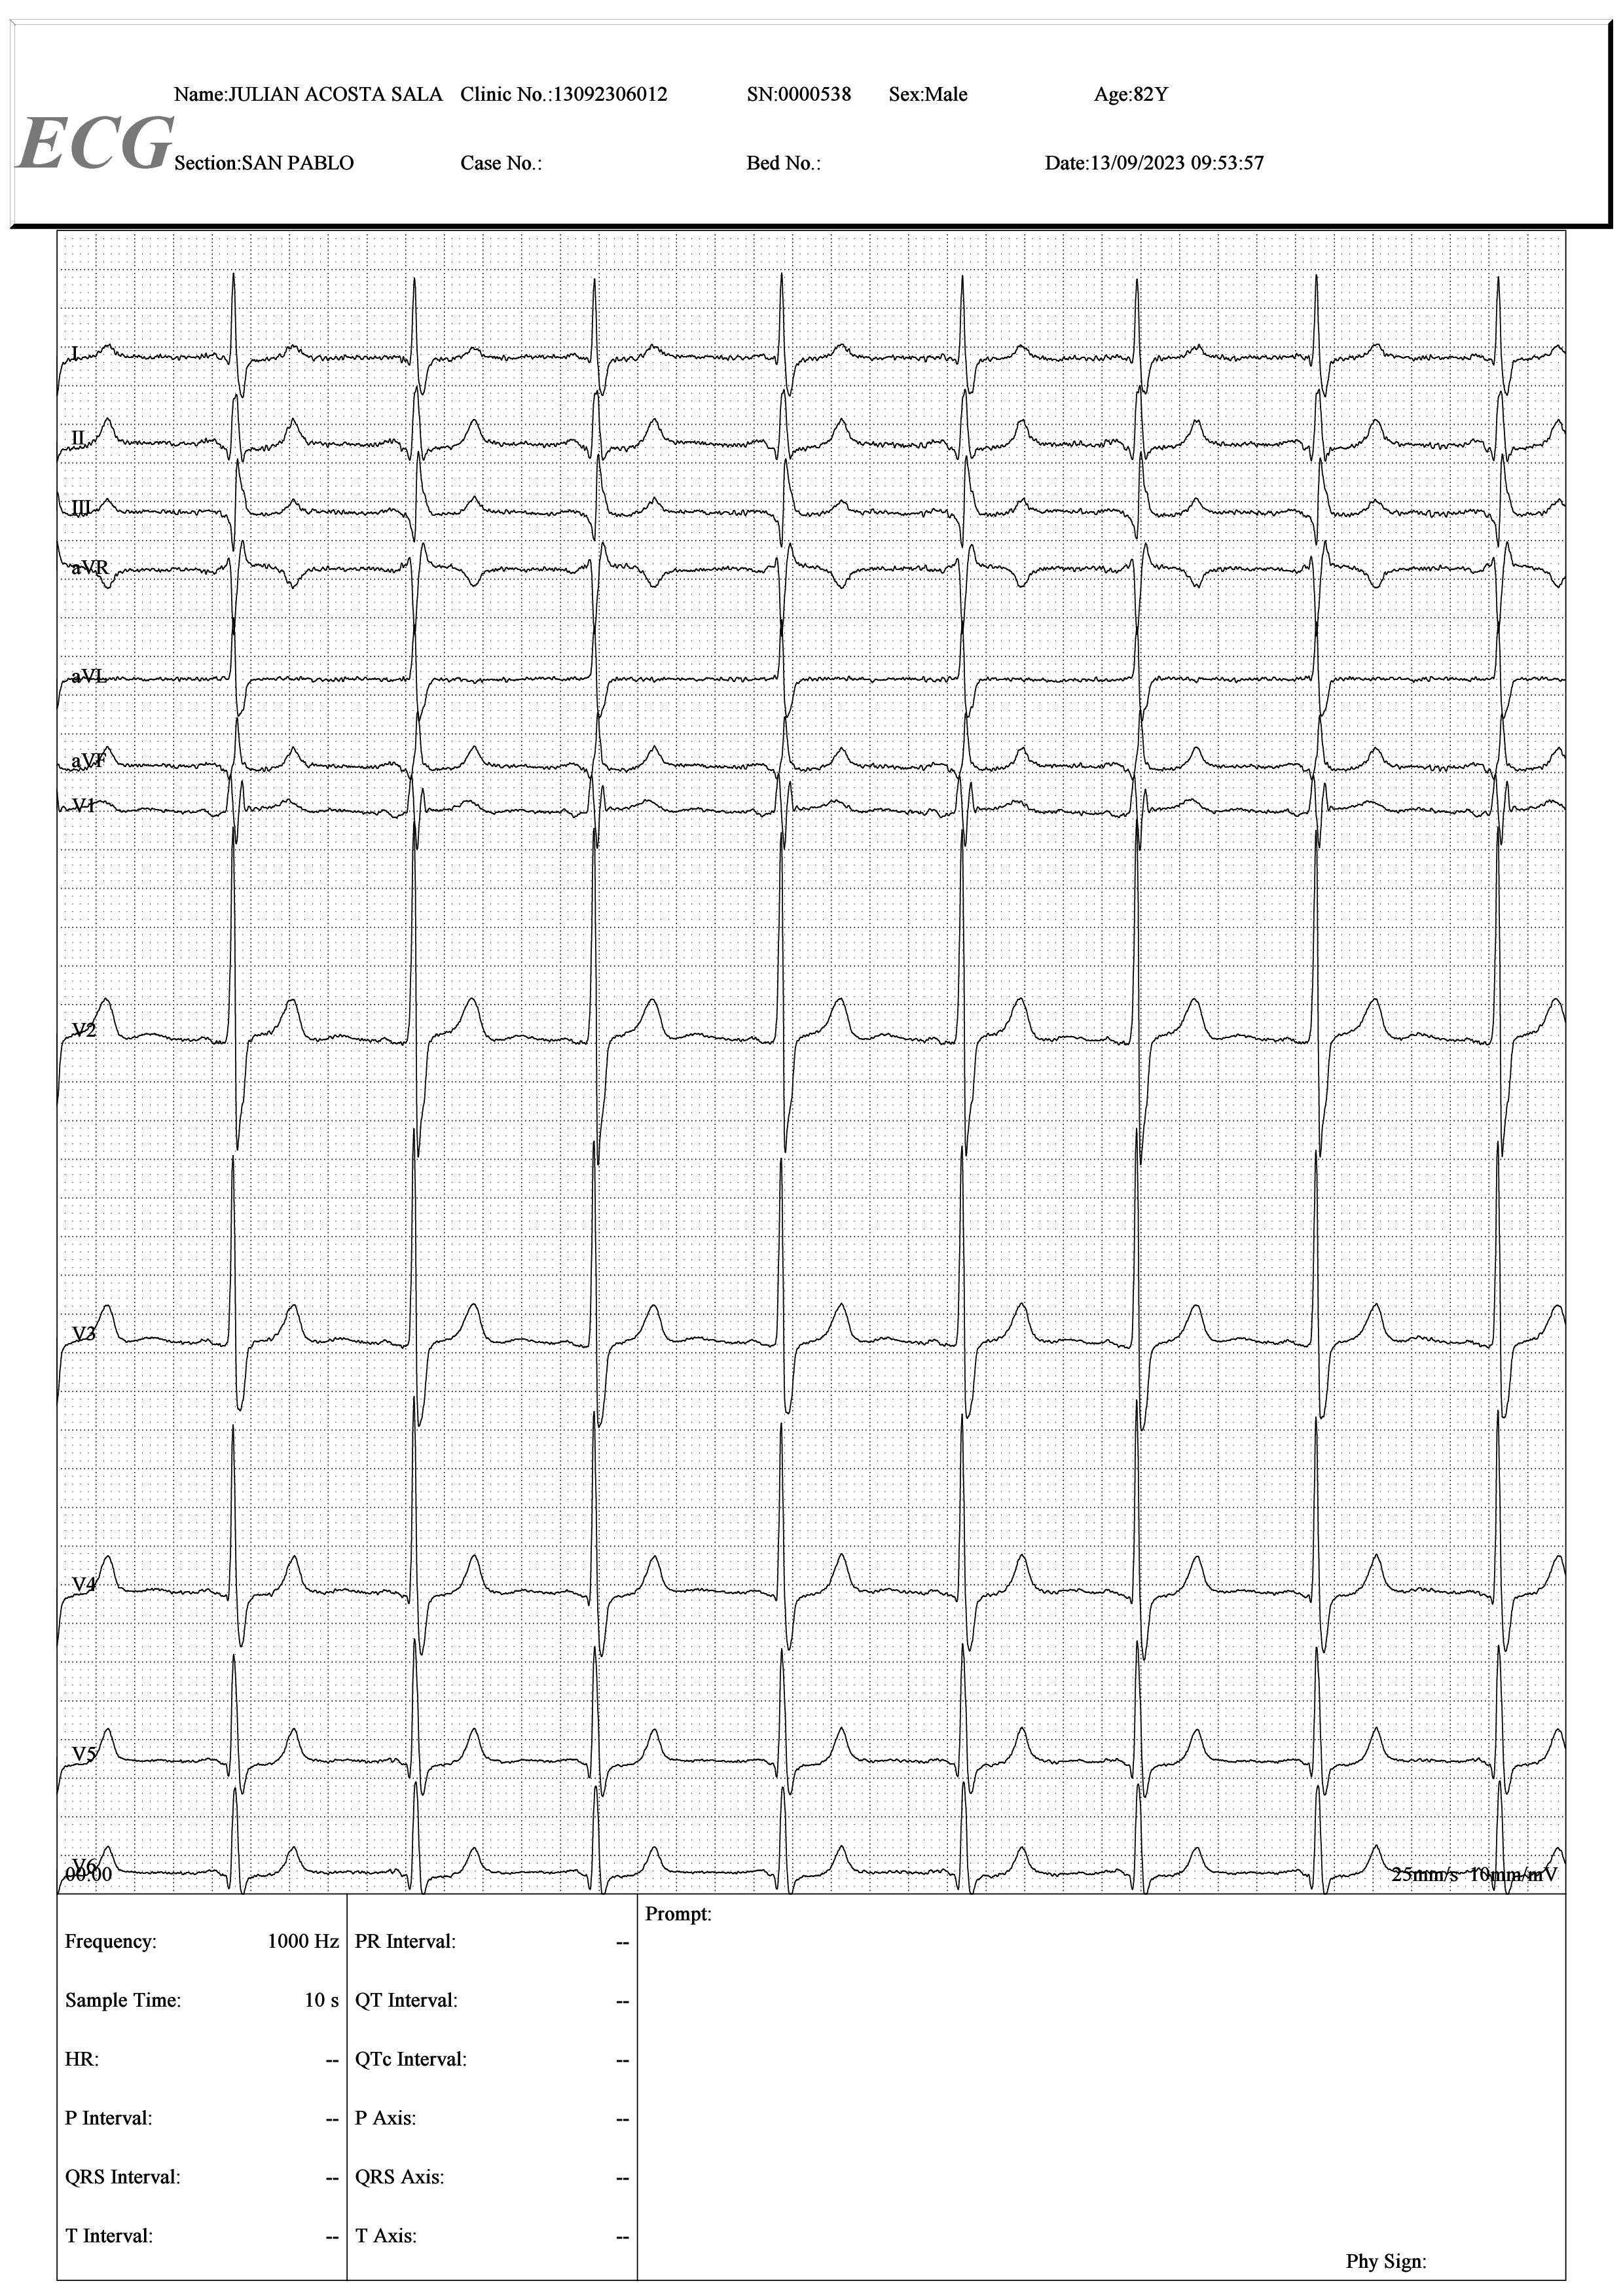 ECG
Name:JULIAN ACOSTA SALA Clinic No.:13092306012 SN:0000538 Sex:Male Age:82Y
Section:SAN PABLO Case No.: Bed No.: Date:13/09/2023 09:53:57
I
II
III
aVR
aVL
aVF
V1
V2
V3
V4
V5
V6
00:00 25mm/s 10mm/mV
Frequency: 1000 Hz PR Interval: --
Sample Time: 10 s QT Interval: --
HR: -- QTc Interval: --
P Interval: -- P Axis: --
QRS Interval: -- QRS Axis: --
T Interval: -- T Axis: --
Prompt:
Phy Sign: